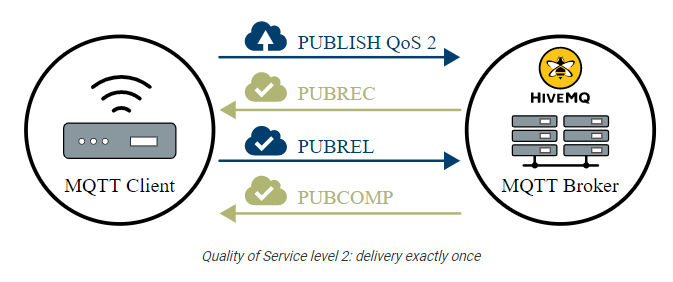 PUBLISH QoS 2
HIVEMQ
PUBREC
PUBREL
MQTT Client
MQTT Broker
PUBCOMP
Quality of Service level 2: delivery exactly once